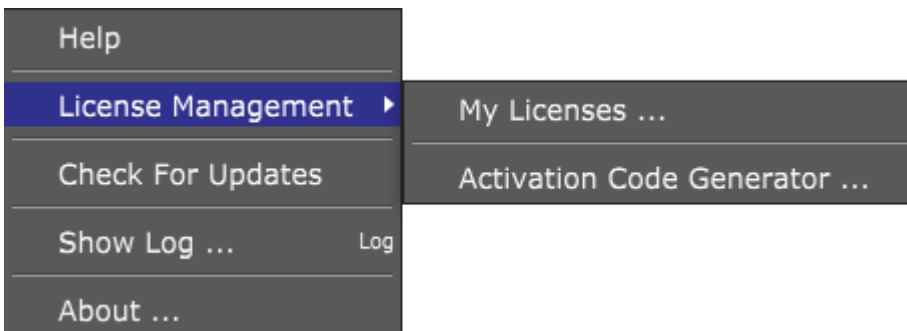 Help
License Management
My Licenses ...
Check For Updates
Activation Code Generator ...
Show Log ... Log
About ...